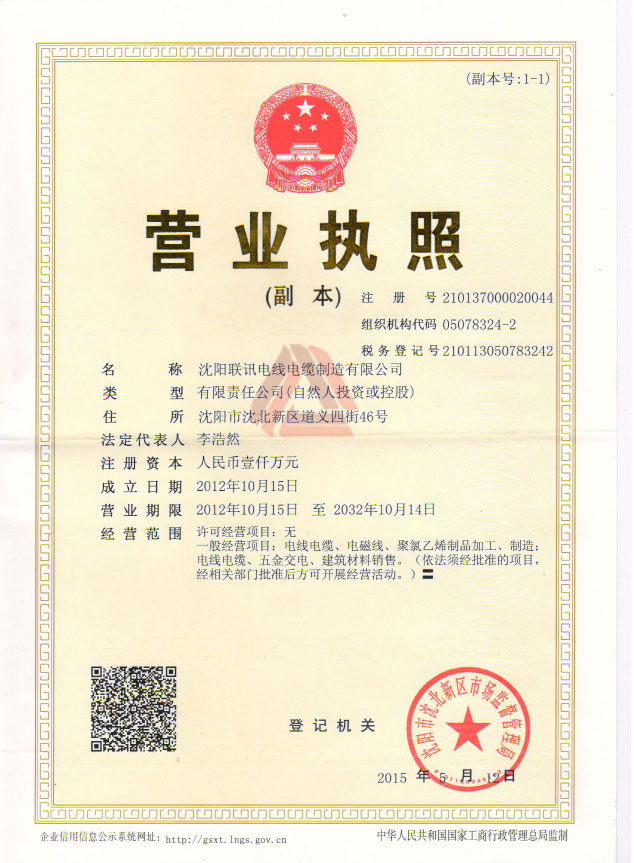 (副本号:1-1)
营业执照
(副 本)
注 册 号 210137000020044
组织机构代码 05078324-2
税务登记号 210113050783242
名 称 沈阳联讯电线电缆制造有限公司
类 型 有限责任公司(自然人投资或控股)
住 所 沈阳市沈北新区道义四街46号
法定代表人 李浩然
注册资本 人民币壹仟万元
成立日期 2012年10月15日
营业期限 2012年10月15日 至 2032年10月14日
经营范围 许可经营项目：无
一般经营项目：电线电缆、电磁线、聚氯乙烯制品加工、制造；
电线电缆、五金交电、建筑材料销售。（依法须经批准的项目，
经相关部门批准后方可开展经营活动。）
沈阳市沈北新区市场监督管理局
登记机关
2015 年 5 月 12日
企业信用信息公示系统网址：http://gsxt.lngs.gov.cn
中华人民共和国国家工商行政管理总局监制